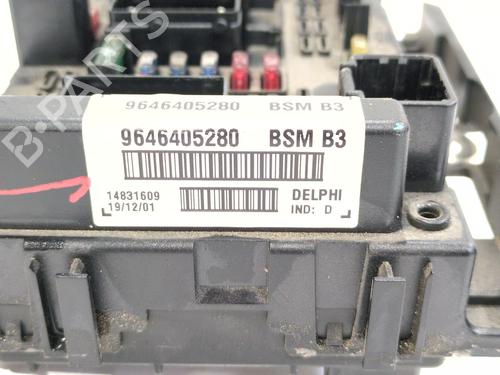 9646405280 BSM B3
9646405280 BSM B3
14831609 DELPHI
19/12/01 IND: D
B-PARTS